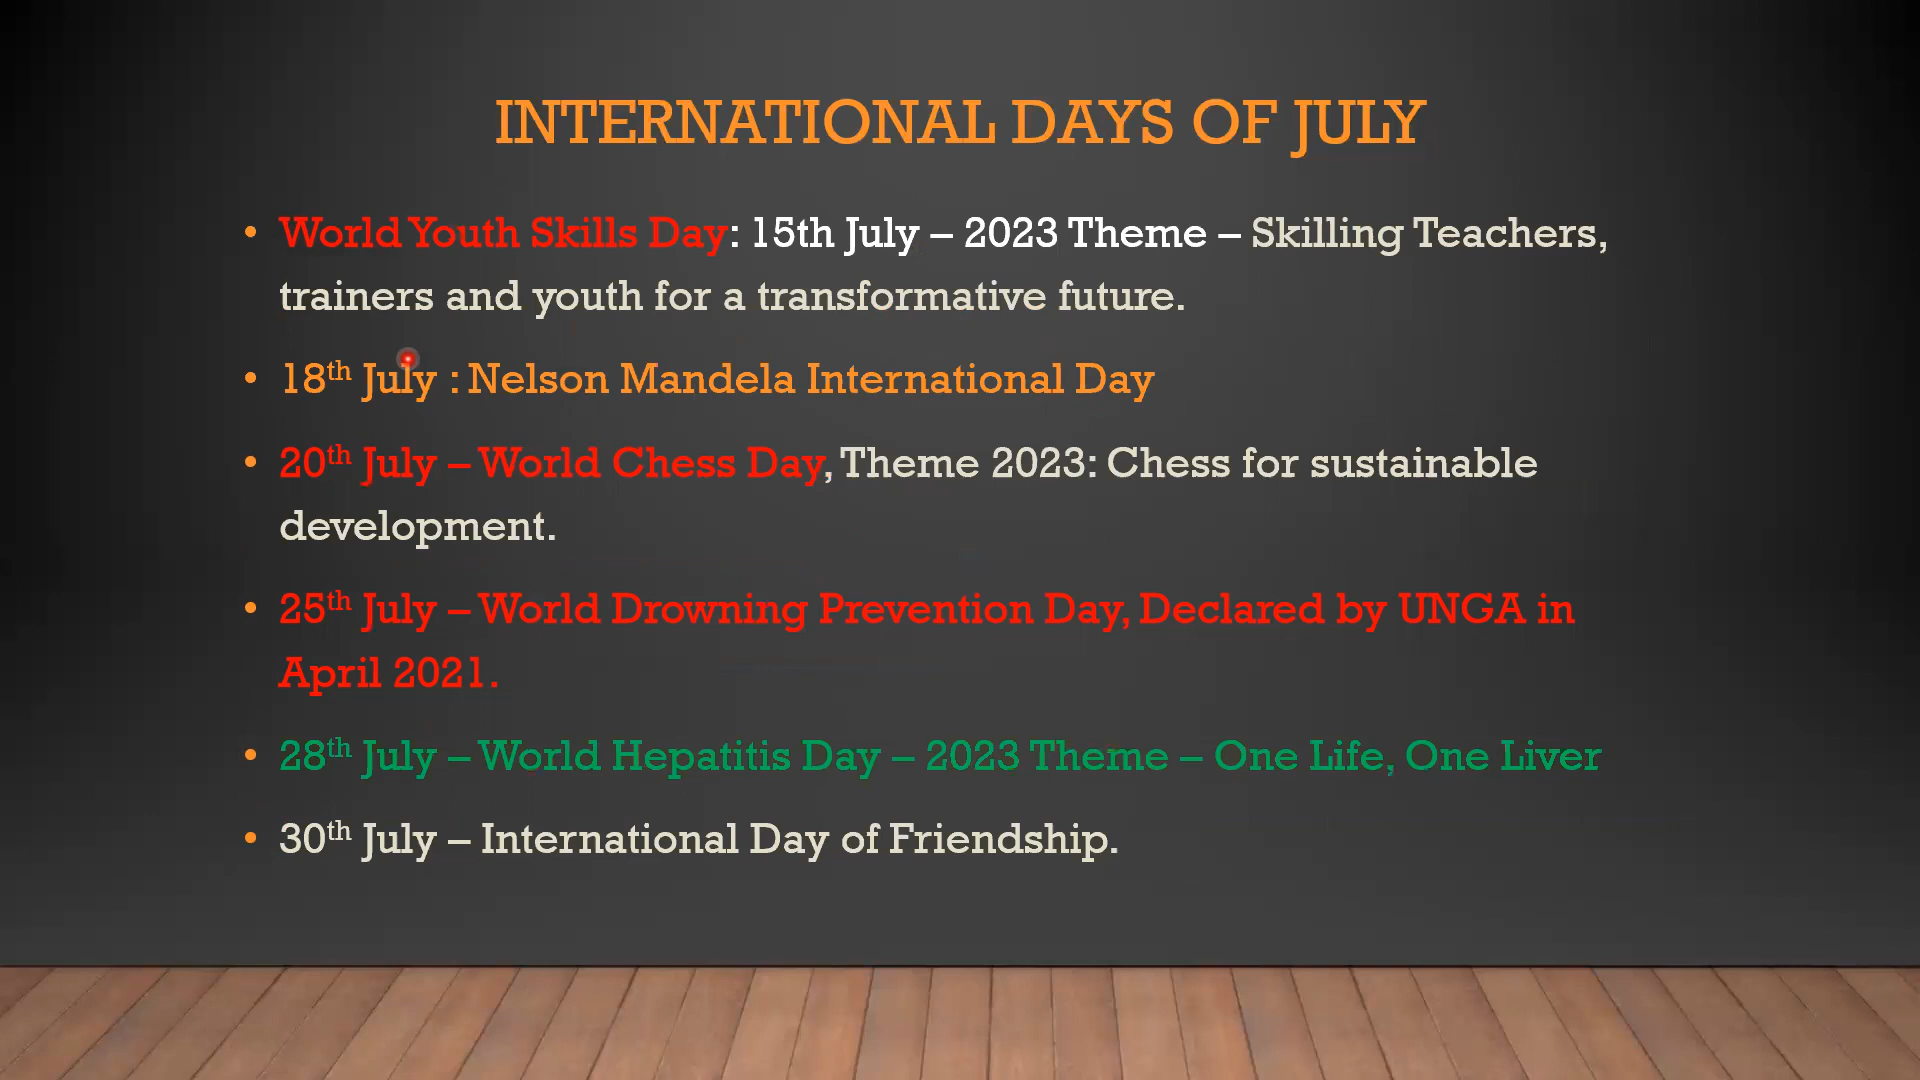 INTERNATIONAL DAYS OF JULY
• World Youth Skills Day: 15th July – 2023 Theme – Skilling Teachers,
trainers and youth for a transformative future.
• 18th July : Nelson Mandela International Day
• 20th July – World Chess Day, Theme 2023: Chess for sustainable
development.
• 25th July – World Drowning Prevention Day, Declared by UNGA in
April 2021.
• 28th July – World Hepatitis Day – 2023 Theme – One Life, One Liver
• 30th July – International Day of Friendship.